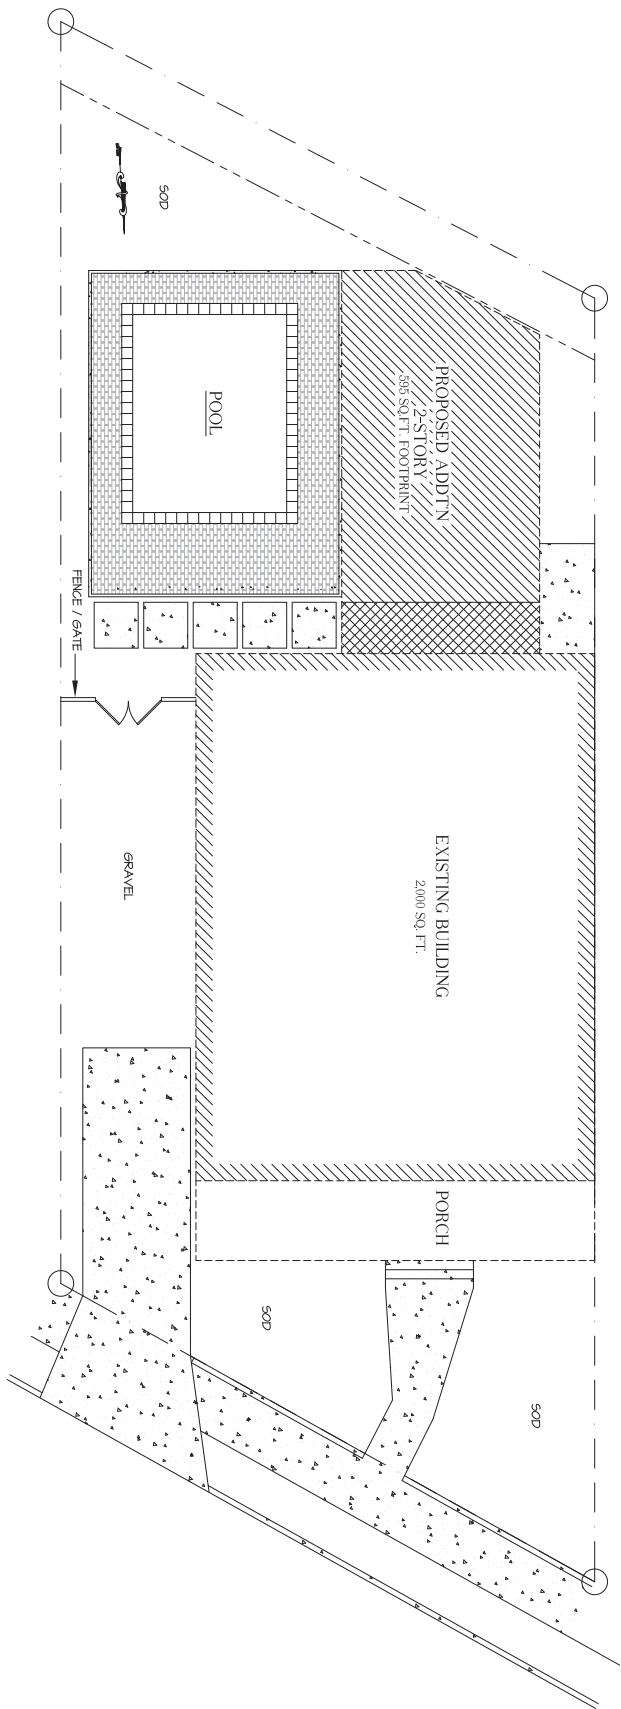 SOD
POOL
PROPOSED ADDT'N
2-STORY
595 SQ.FT. FOOTPRINT
FENCE / GATE
GRAVEL
EXISTING BUILDING
2,000 SQ. FT.
PORCH
SOD
SOD